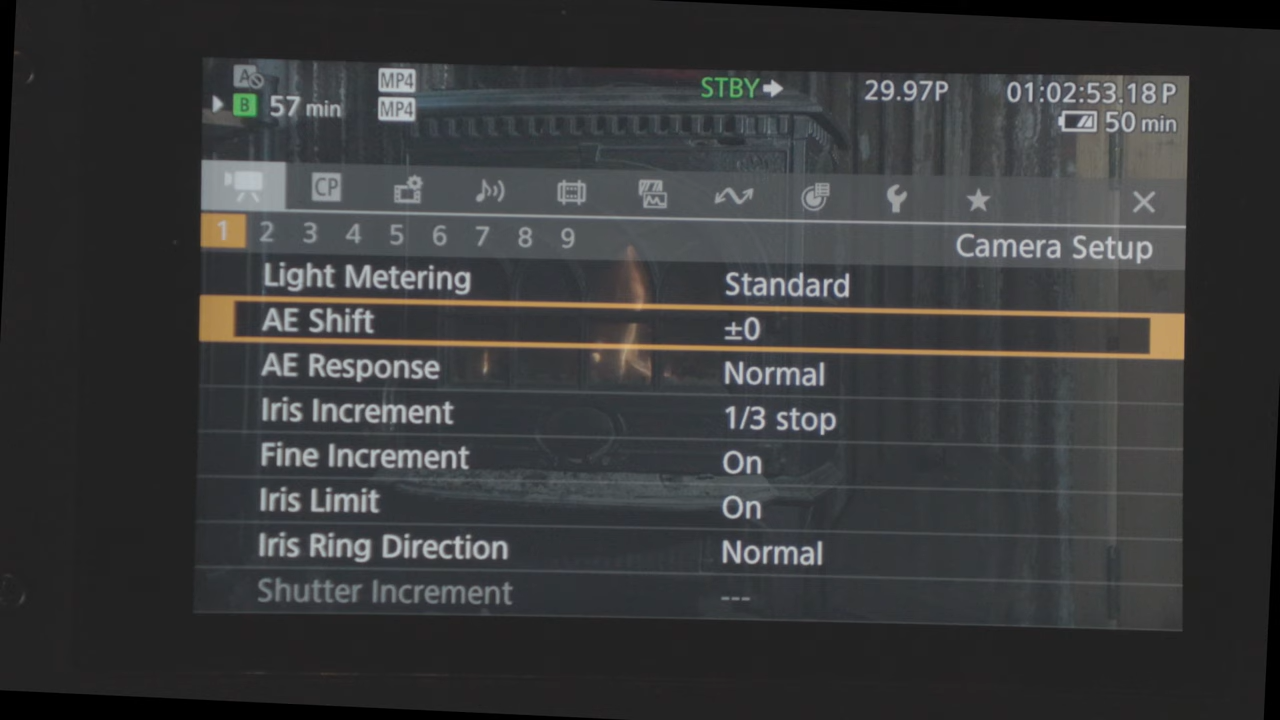 A MP4 STBY 29.97P 01:02:53.18P
B 57 min MP4 50 min
CP
1 2 3 4 5 6 7 8 9 Camera Setup
Light Metering Standard
AE Shift ±0
AE Response Normal
Iris Increment 1/3 stop
Fine Increment On
Iris Limit On
Iris Ring Direction Normal
Shutter Increment ---